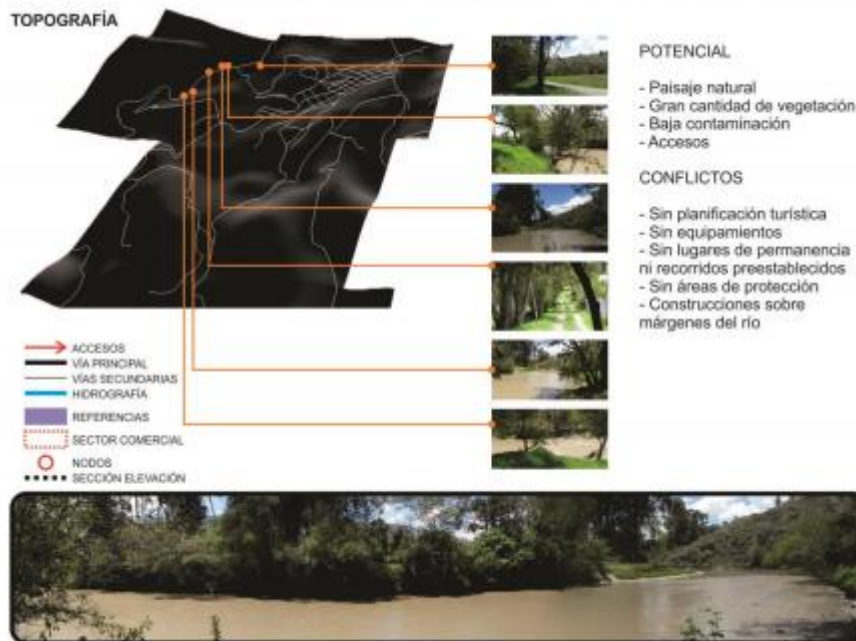 TOPOGRAFÍA
POTENCIAL
- Paisaje natural
- Gran cantidad de vegetación
- Baja contaminación
- Accesos
CONFLICTOS
- Sin planificación turística
- Sin equipamientos
- Sin lugares de permanencia
ni recorridos preestablecidos
- Sin áreas de protección
- Construcciones sobre
márgenes del río
ACCESOS
VÍA PRINCIPAL
VÍAS SECUNDARIAS
HIDROGRAFÍA
REFERENCIAS
SECTOR COMERCIAL
NODOS
SECCIÓN ELEVACIÓN